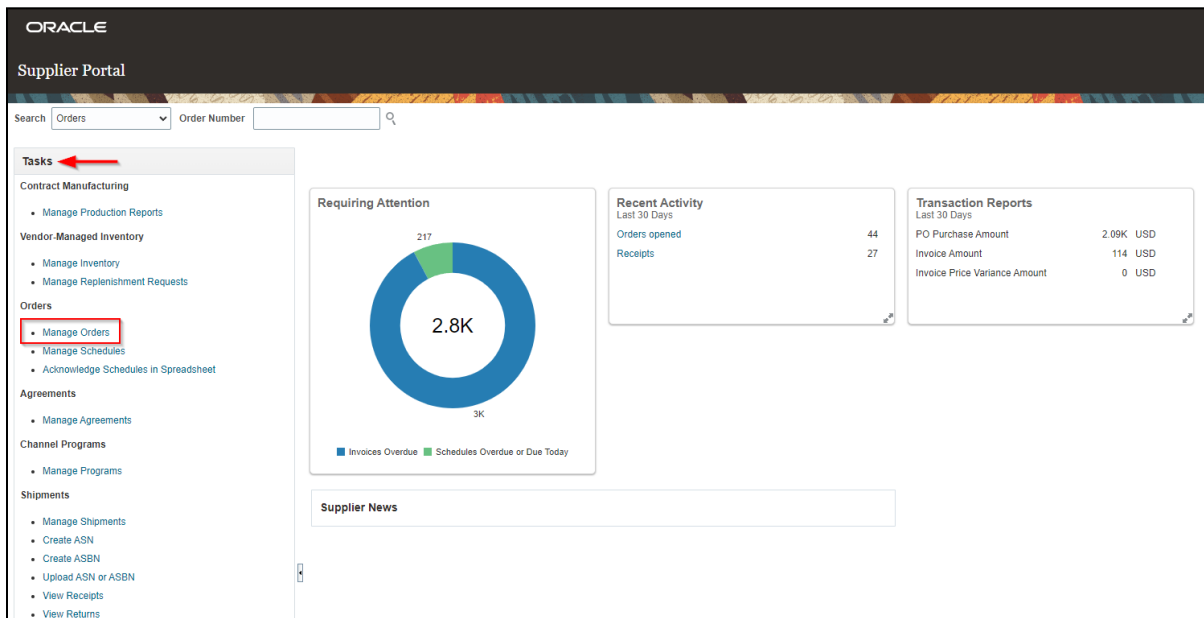 ORACLE
Supplier Portal
Search Orders Order Number
Tasks
Contract Manufacturing
Manage Production Reports
Vendor-Managed Inventory
Manage Inventory
Manage Replenishment Requests
Orders
Manage Orders
Manage Schedules
Acknowledge Schedules in Spreadsheet
Agreements
Manage Agreements
Channel Programs
Manage Programs
Shipments
Manage Shipments
Create ASN
Create ASBN
Upload ASN or ASBN
View Receipts
View Returns
Requiring Attention
217
2.8K
3K
Invoices Overdue Schedules Overdue or Due Today
Recent Activity
Last 30 Days
Orders opened 44
Receipts 27
Transaction Reports
Last 30 Days
PO Purchase Amount 2.09K USD
Invoice Amount 114 USD
Invoice Price Variance Amount 0 USD
Supplier News